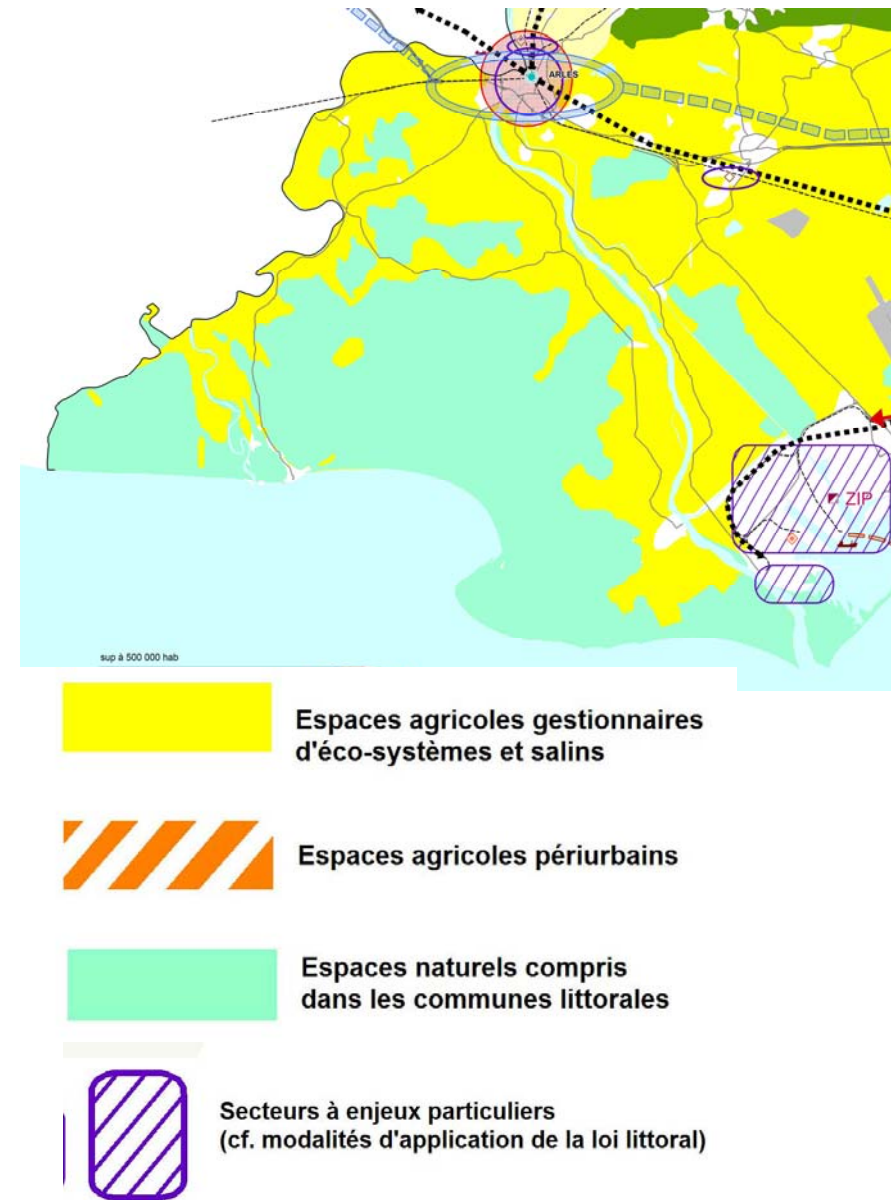 ARLES
ZIP
sup à 500 000 hab
Espaces agricoles gestionnaires
d'éco-systèmes et salins
Espaces agricoles périurbains
Espaces naturels compris
dans les communes littorales
Secteurs à enjeux particuliers
(cf. modalités d'application de la loi littoral)